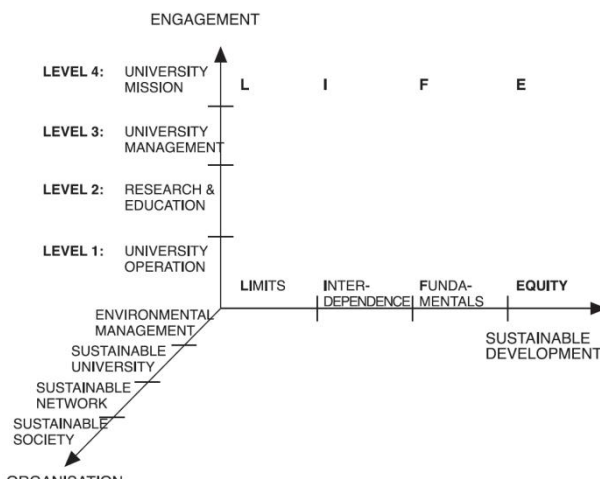 ENGAGEMENT
LEVEL 4: UNIVERSITY
MISSION
L I F E
LEVEL 3: UNIVERSITY
MANAGEMENT
LEVEL 2: RESEARCH &
EDUCATION
LEVEL 1: UNIVERSITY
OPERATION
LIMITS INTER- FUNDA- EQUITY
DEPENDENCE MENTALS
ENVIRONMENTAL
MANAGEMENT
SUSTAINABLE
DEVELOPMENT
SUSTAINABLE
UNIVERSITY
SUSTAINABLE
NETWORK
SUSTAINABLE
SOCIETY
ORGANISATION